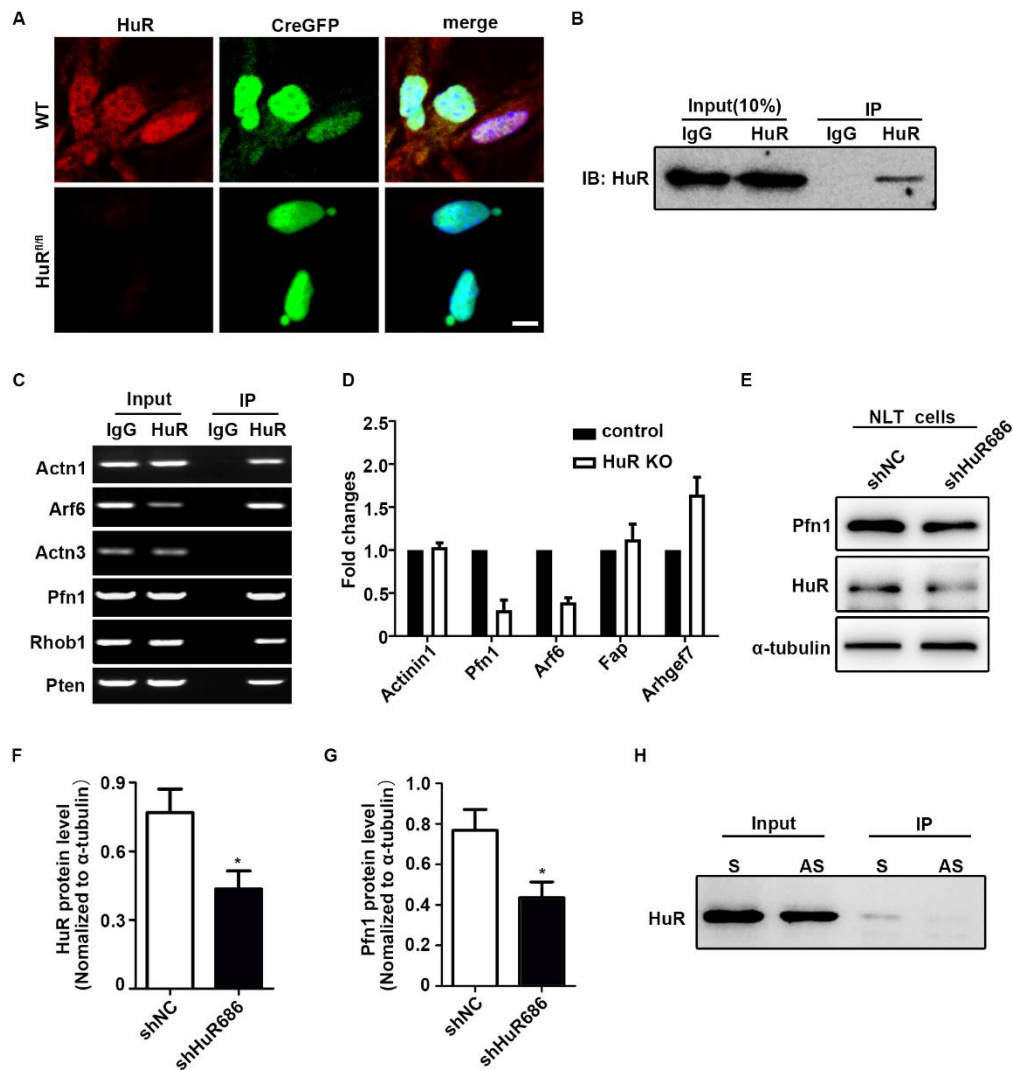 A
HuR CreGFP merge
WT
HuRfl/fl
B
Input(10%) IP
IgG HuR IgG HuR
IB: HuR
C
Input IP
IgG HuR IgG HuR
Actn1
Arf6
Actn3
Pfn1
Rhob1
Pten
D
Fold changes
2.5
2.0
1.5
1.0
0.5
0
control
HuR KO
Actinin1 Pfn1 Arf6 Fap Arhgef7
E
NLT cells
shNC shHuR686
Pfn1
HuR
α-tubulin
F
HuR protein level
(Nomalized to α-tubulin)
0.9
0.6
0.3
0
*
shNC shHuR686
G
Pfn1 protein level
(Nomalized to α-tubulin)
1.0
0.8
0.6
0.4
0.2
0
*
shNC shHuR686
H
Input IP
S AS S AS
HuR